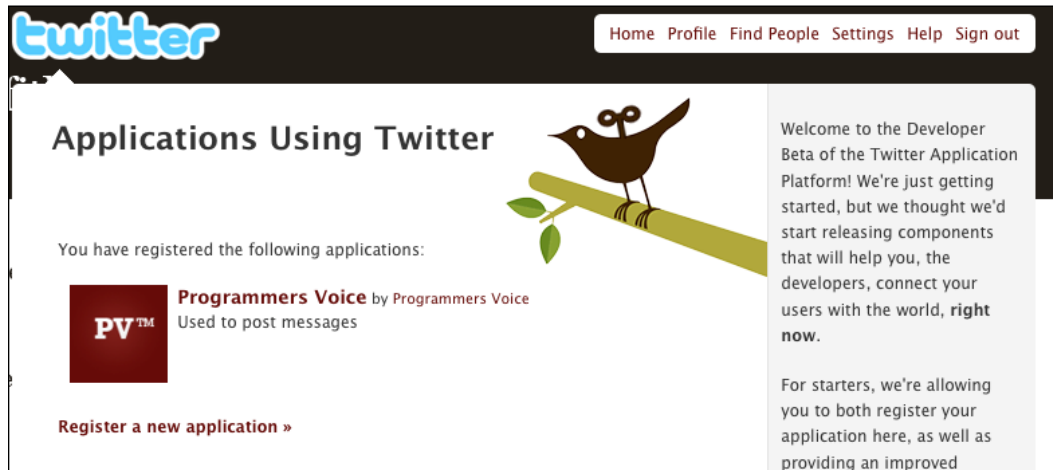 twitter
Home Profile Find People Settings Help Sign out
Applications Using Twitter
You have registered the following applications:
PV™
Programmers Voice by Programmers Voice
Used to post messages
Register a new application »
Welcome to the Developer
Beta of the Twitter Application
Platform! We're just getting
started, but we thought we'd
start releasing components
that will help you, the
developers, connect your
users with the world, right
now.
For starters, we're allowing
you to both register your
application here, as well as
providing an improved